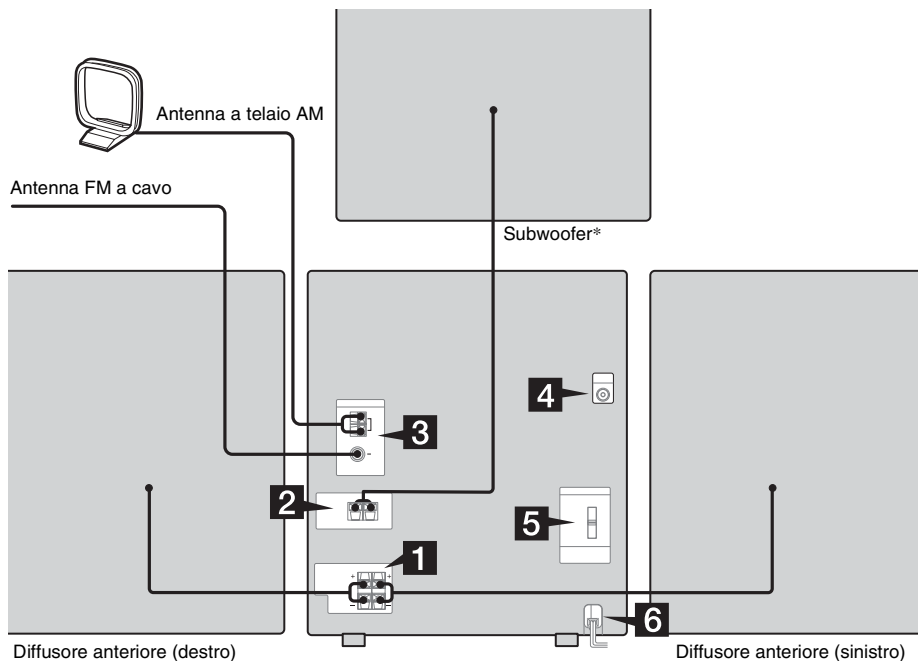 Antenna a telaio AM
Antenna FM a cavo
Subwoofer*
4
3
2
5
1
+ +
– –
6
Diffusore anteriore (destro)
Diffusore anteriore (sinistro)